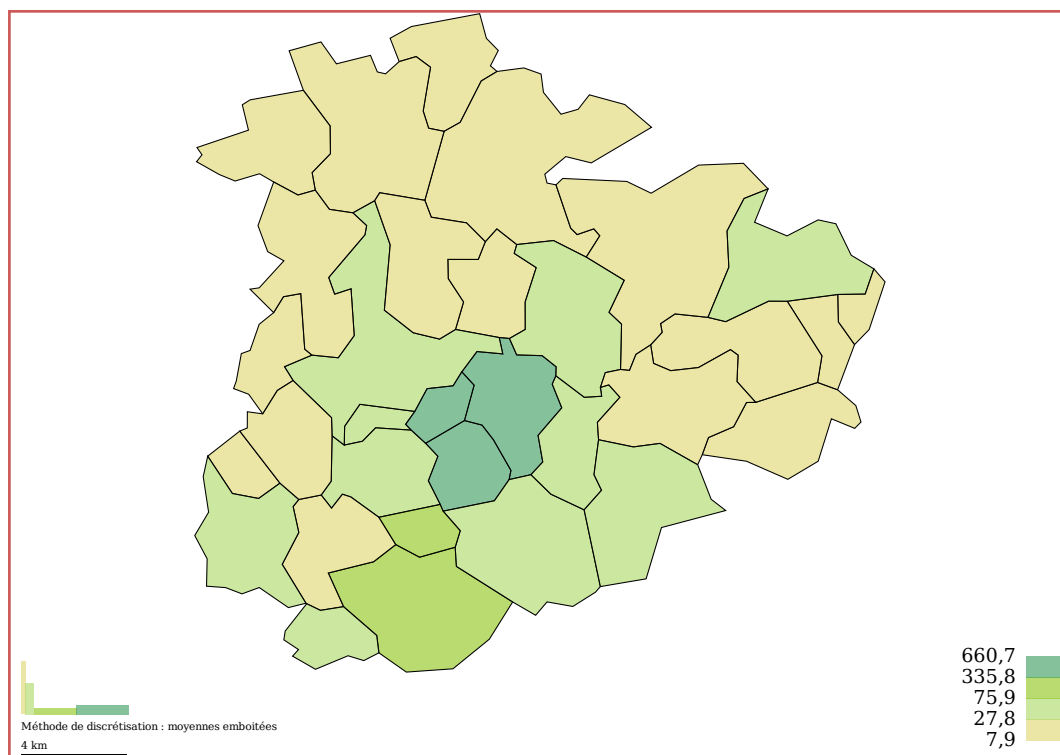 660,7
335,8
75,9
27,8
7,9
Méthode de discrétisation : moyennes emboitées
4 km